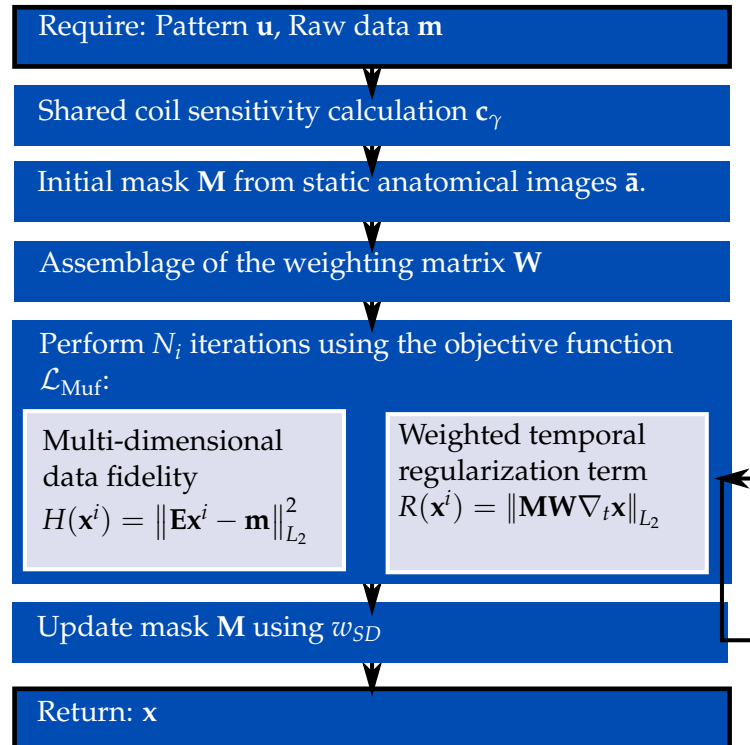 Require: Pattern u, Raw data m
Shared coil sensitivity calculation c_γ
Initial mask M from static anatomical images ā.
Assemblage of the weighting matrix W
Perform N_i iterations using the objective function
ℒ_Muf:
Multi-dimensional
data fidelity
H(x^i) = ‖Ex^i − m‖²_{L_2}
Weighted temporal
regularization term
R(x^i) = ‖MW∇_t x‖_{L_2}
Update mask M using w_SD
Return: x